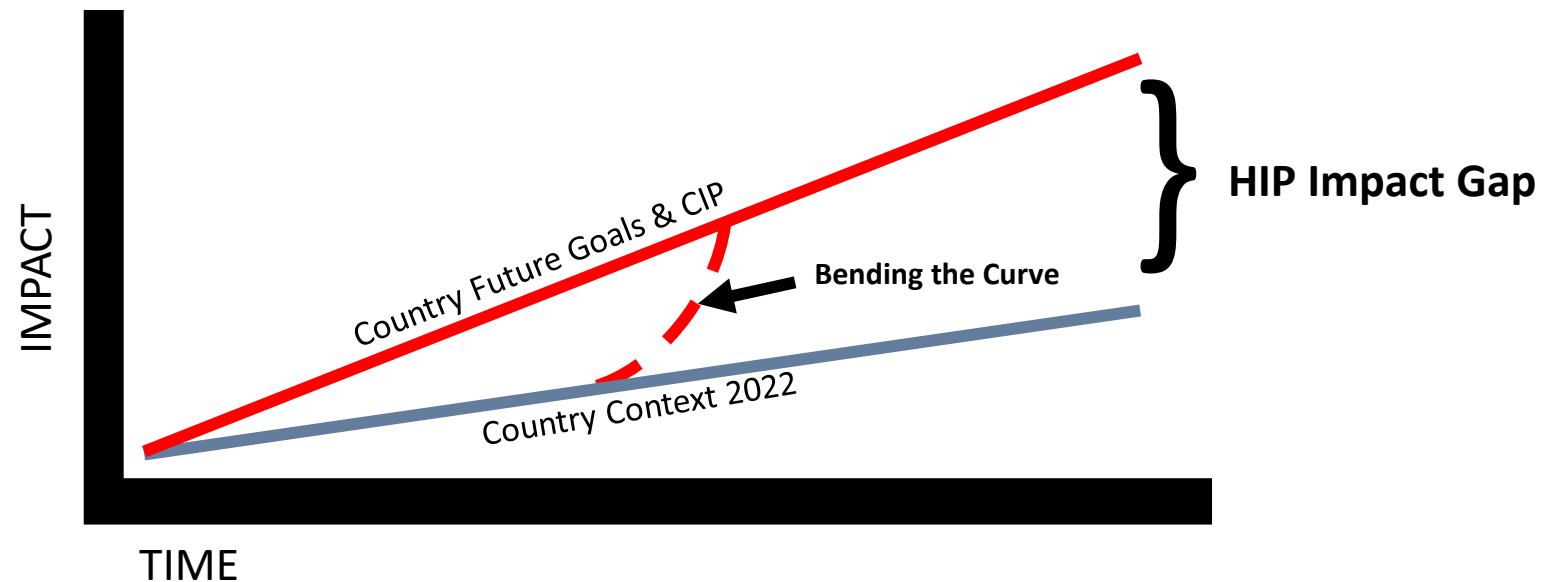 IMPACT
Country Future Goals & CIP
HIP Impact Gap
Bending the Curve
Country Context 2022
TIME